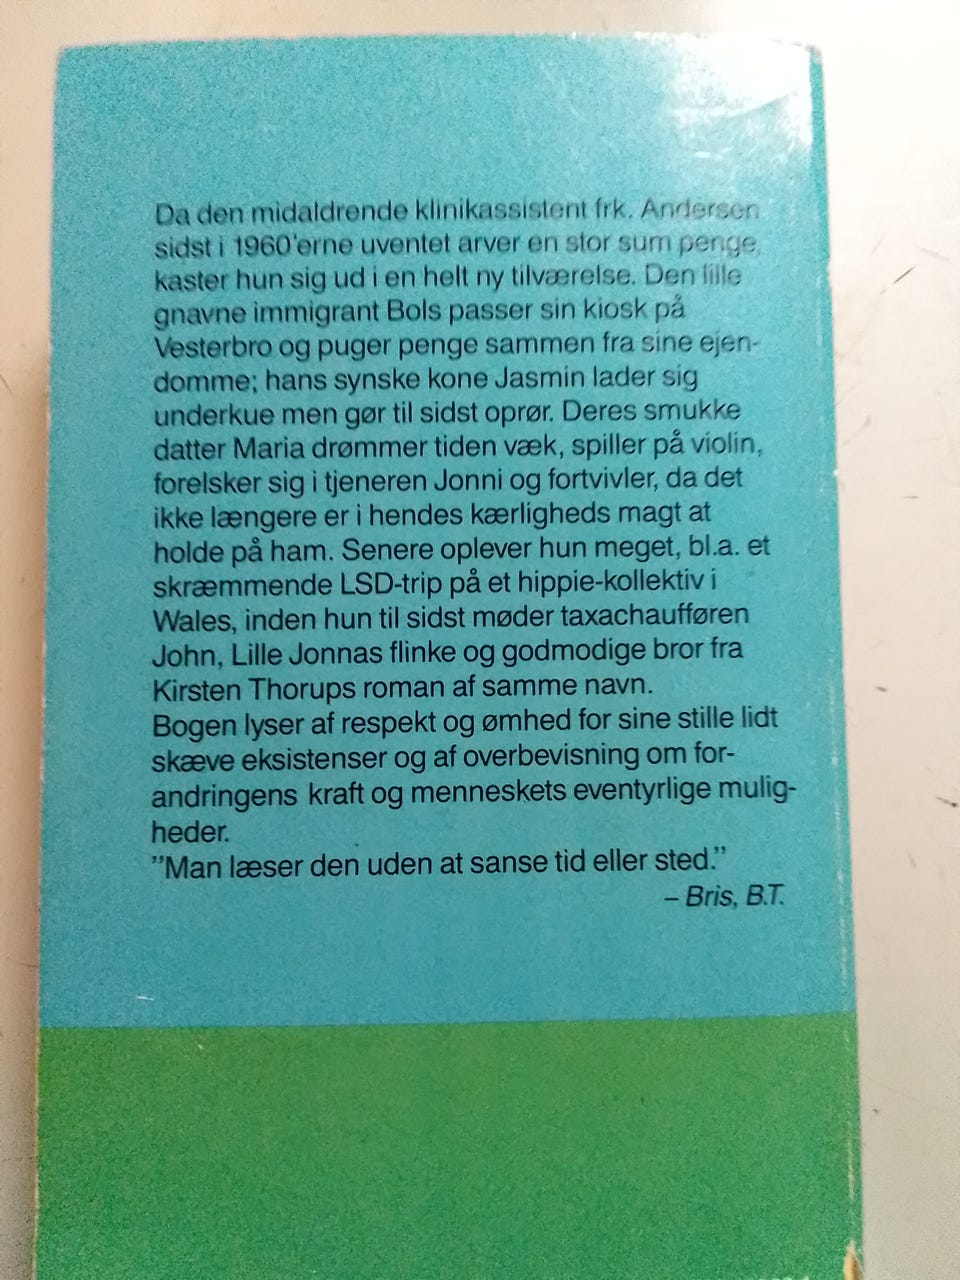 Da den midaldrende klinikassistent frk. Andersen
sidst i 1960'erne uventet arver en stor sum penge,
kaster hun sig ud i en helt ny tilværelse. Den lille
gnavne immigrant Bols passer sin kiosk på
Vesterbro og puger penge sammen fra sine ejen-
domme; hans synske kone Jasmin lader sig
underkue men gør til sidst oprør. Deres smukke
datter Maria drømmer tiden væk, spiller på violin,
forelsker sig i tjeneren Jonni og fortvivler, da det
ikke længere er i hendes kærligheds magt at
holde på ham. Senere oplever hun meget, bl.a. et
skræmmende LSD-trip på et hippie-kollektiv i
Wales, inden hun til sidst møder taxachaufføren
John, Lille Jonnas flinke og godmodige bror fra
Kirsten Thorups roman af samme navn.
Bogen lyser af respekt og ømhed for sine stille lidt
skæve eksistenser og af overbevisning om for-
andringens kraft og menneskets eventyrlige mulig-
heder.
"Man læser den uden at sanse tid eller sted."
– Bris, B.T.